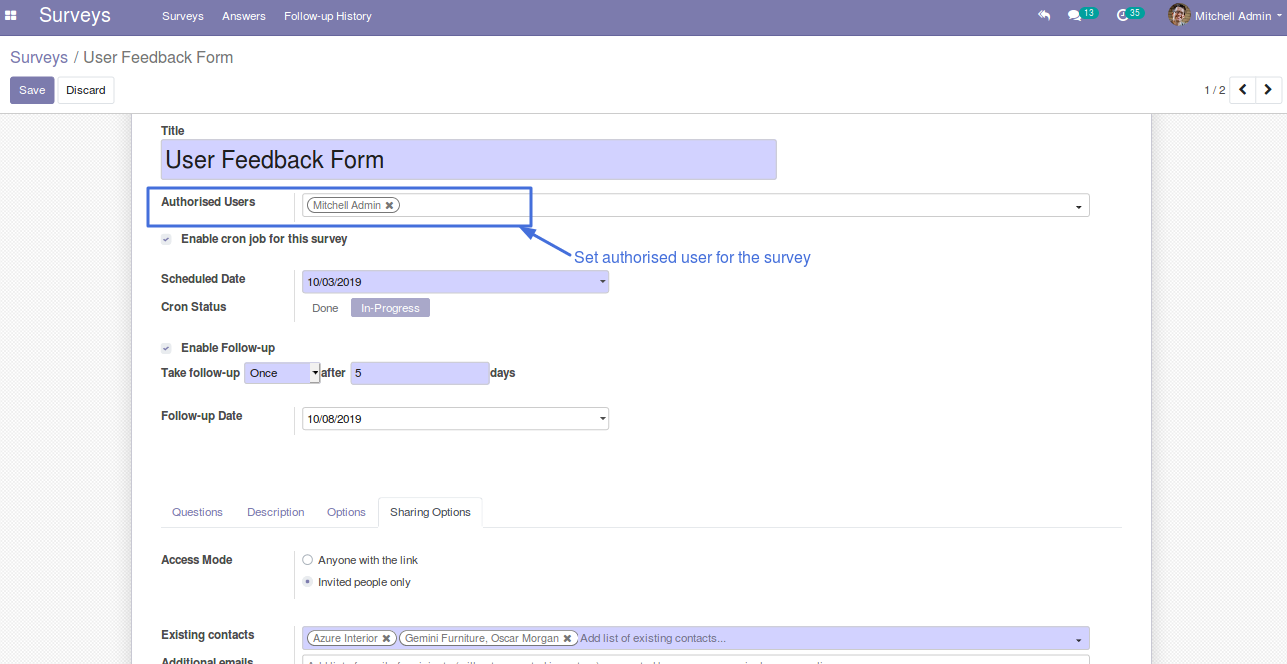 Surveys Surveys Answers Follow-up History 13 35 Mitchell Admin
Surveys / User Feedback Form
Save Discard 1 / 2
Title
User Feedback Form
Authorised Users Mitchell Admin ✖
Enable cron job for this survey
Set authorised user for the survey
Scheduled Date 10/03/2019
Cron Status Done In-Progress
Enable Follow-up
Take follow-up Once after 5 days
Follow-up Date 10/08/2019
Questions Description Options Sharing Options
Access Mode Anyone with the link
Invited people only
Existing contacts Azure Interior ✖ Gemini Furniture, Oscar Morgan ✖ Add list of existing contacts...
Additional emails